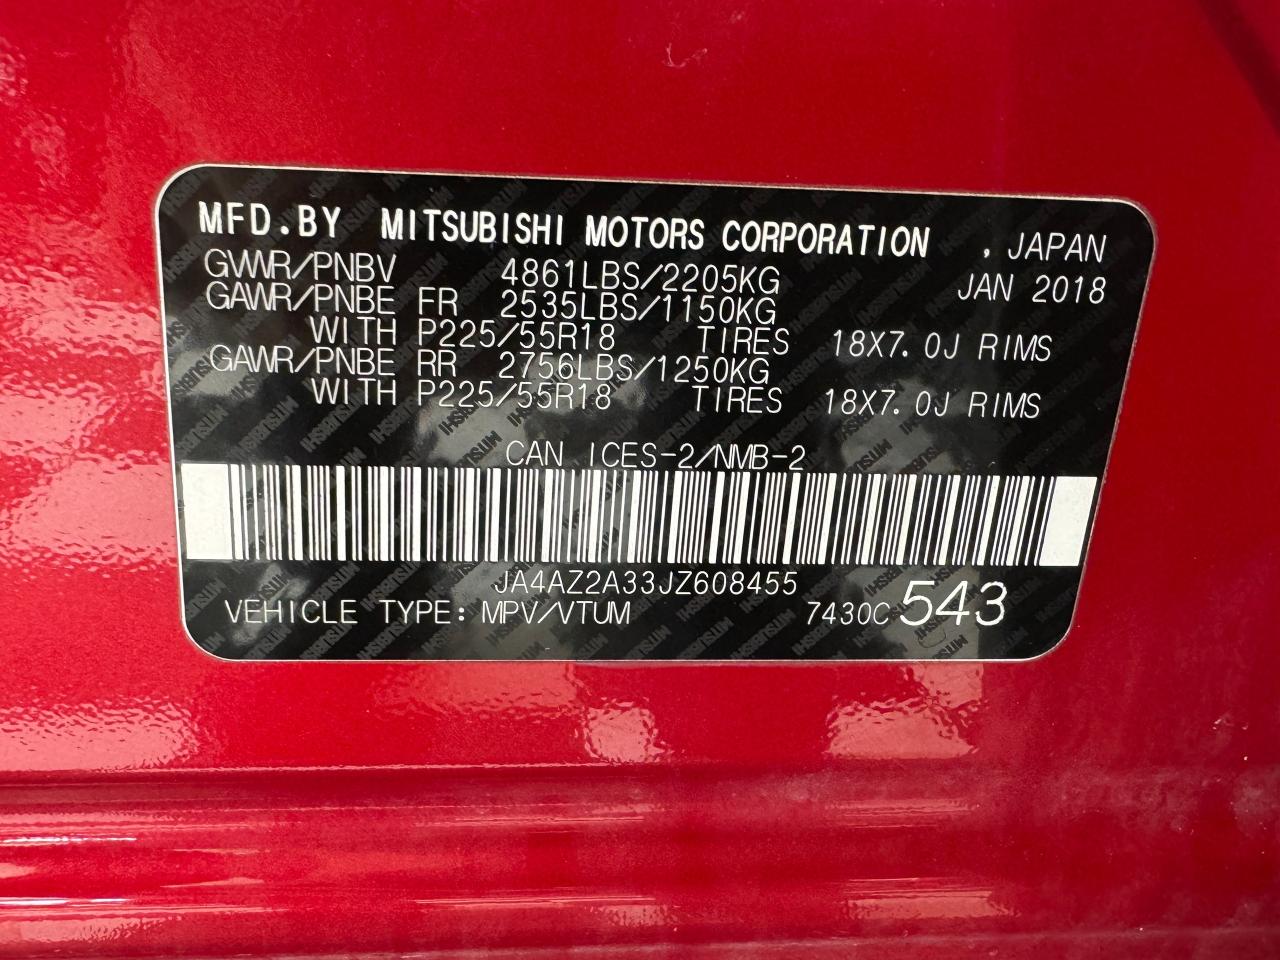 MFD.BY MITSUBISHI MOTORS CORPORATION , JAPAN
GVWR/PNBV 4861LBS/2205KG JAN 2018
GAWR/PNBE FR 2535LBS/1150KG
WITH P225/55R18 TIRES 18X7.0J RIMS
GAWR/PNBE RR 2756LBS/1250KG
WITH P225/55R18 TIRES 18X7.0J RIMS
CAN ICES-2/NMB-2
JA4AZ2A33JZ608455
VEHICLE TYPE: MPV/VTUM 7430C 543